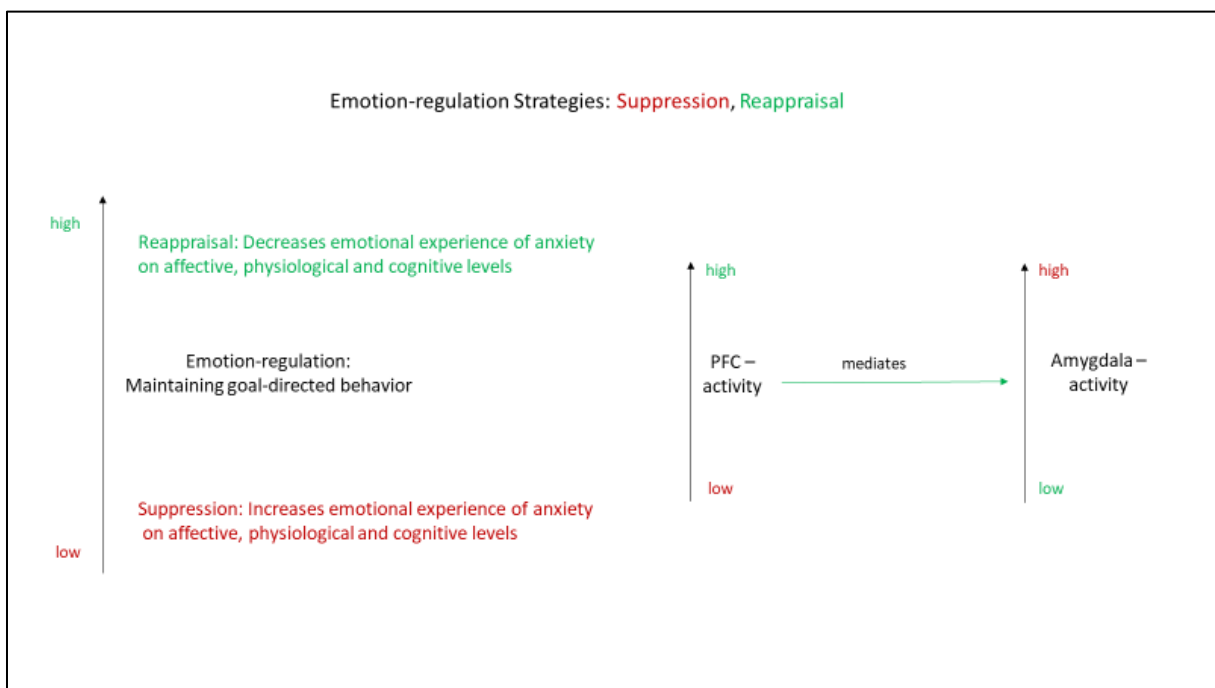 Emotion-regulation Strategies: Suppression, Reappraisal
high
Reappraisal: Decreases emotional experience of anxiety
on affective, physiological and cognitive levels
Emotion-regulation:
Maintaining goal-directed behavior
Suppression: Increases emotional experience of anxiety
on affective, physiological and cognitive levels
low
high
PFC –
activity
low
mediates
high
Amygdala –
activity
low